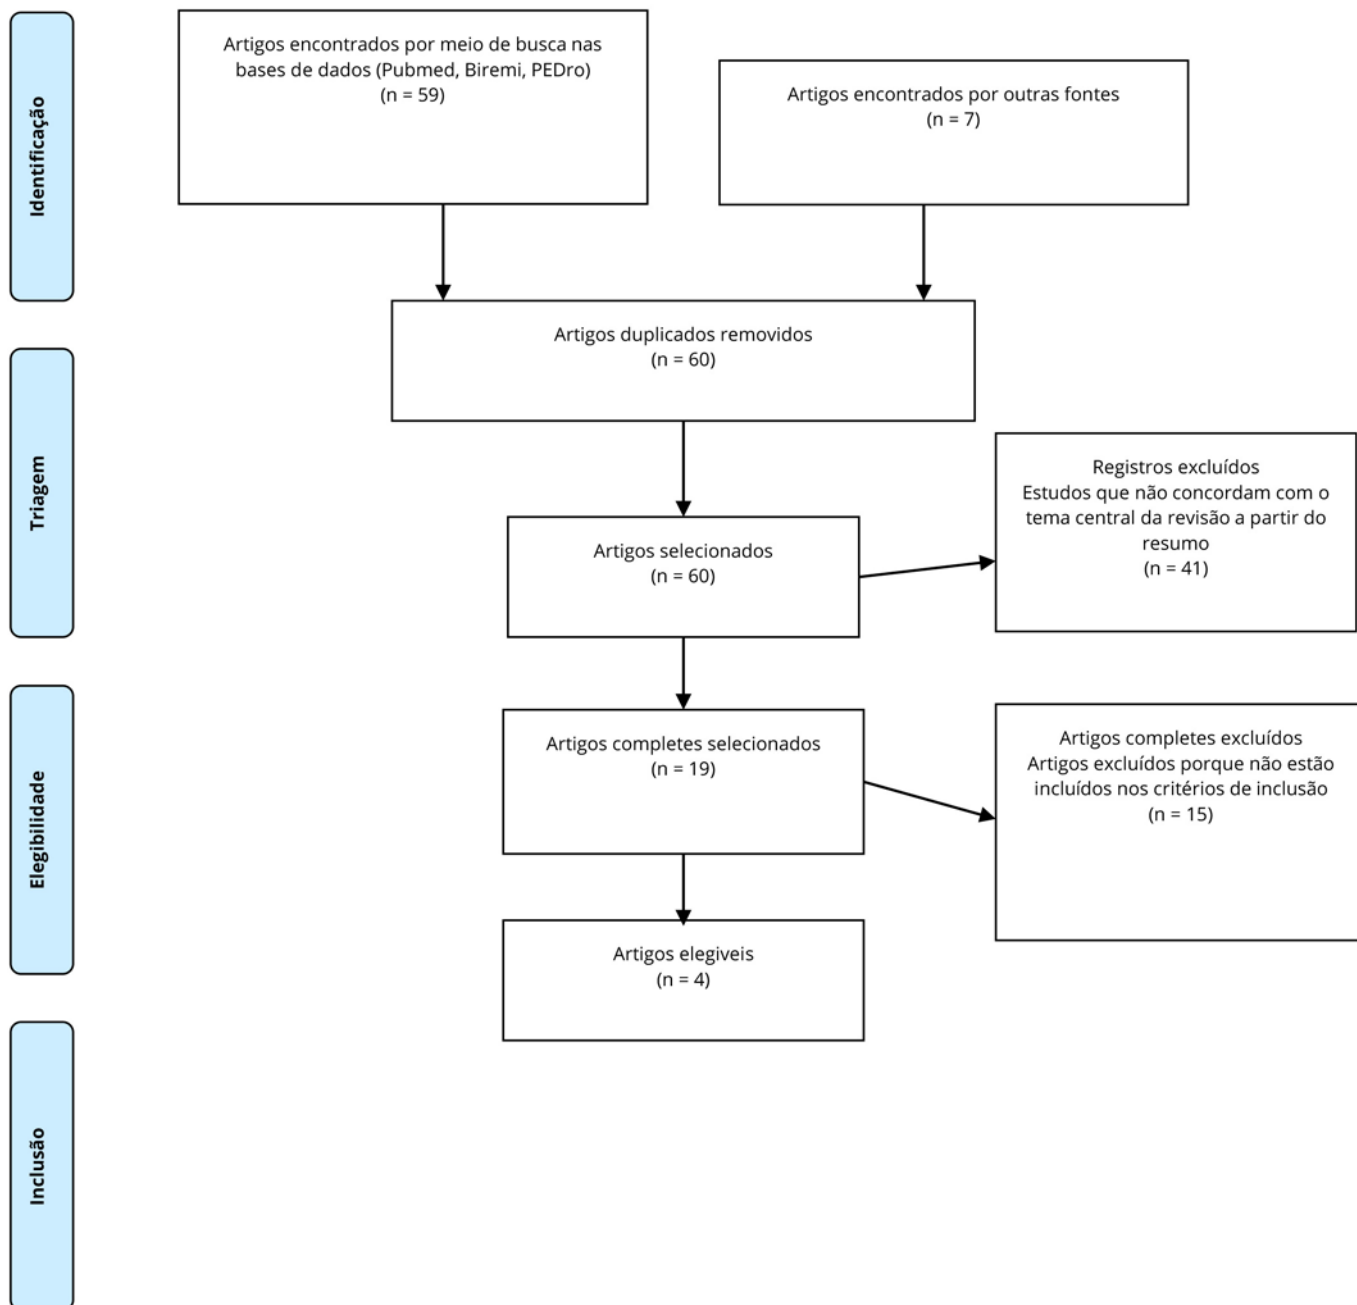 Identificação
Artigos encontrados por meio de busca nas
bases de dados (Pubmed, Biremi, PEDro)
(n = 59)
Artigos encontrados por outras fontes
(n = 7)
Artigos duplicados removidos
(n = 60)
Triagem
Artigos selecionados
(n = 60)
Registros excluídos
Estudos que não concordam com o
tema central da revisão a partir do
resumo
(n = 41)
Elegibilidade
Artigos completes selecionados
(n = 19)
Artigos completes excluídos
Artigos excluídos porque não estão
incluídos nos critérios de inclusão
(n = 15)
Artigos elegiveis
(n = 4)
Inclusão